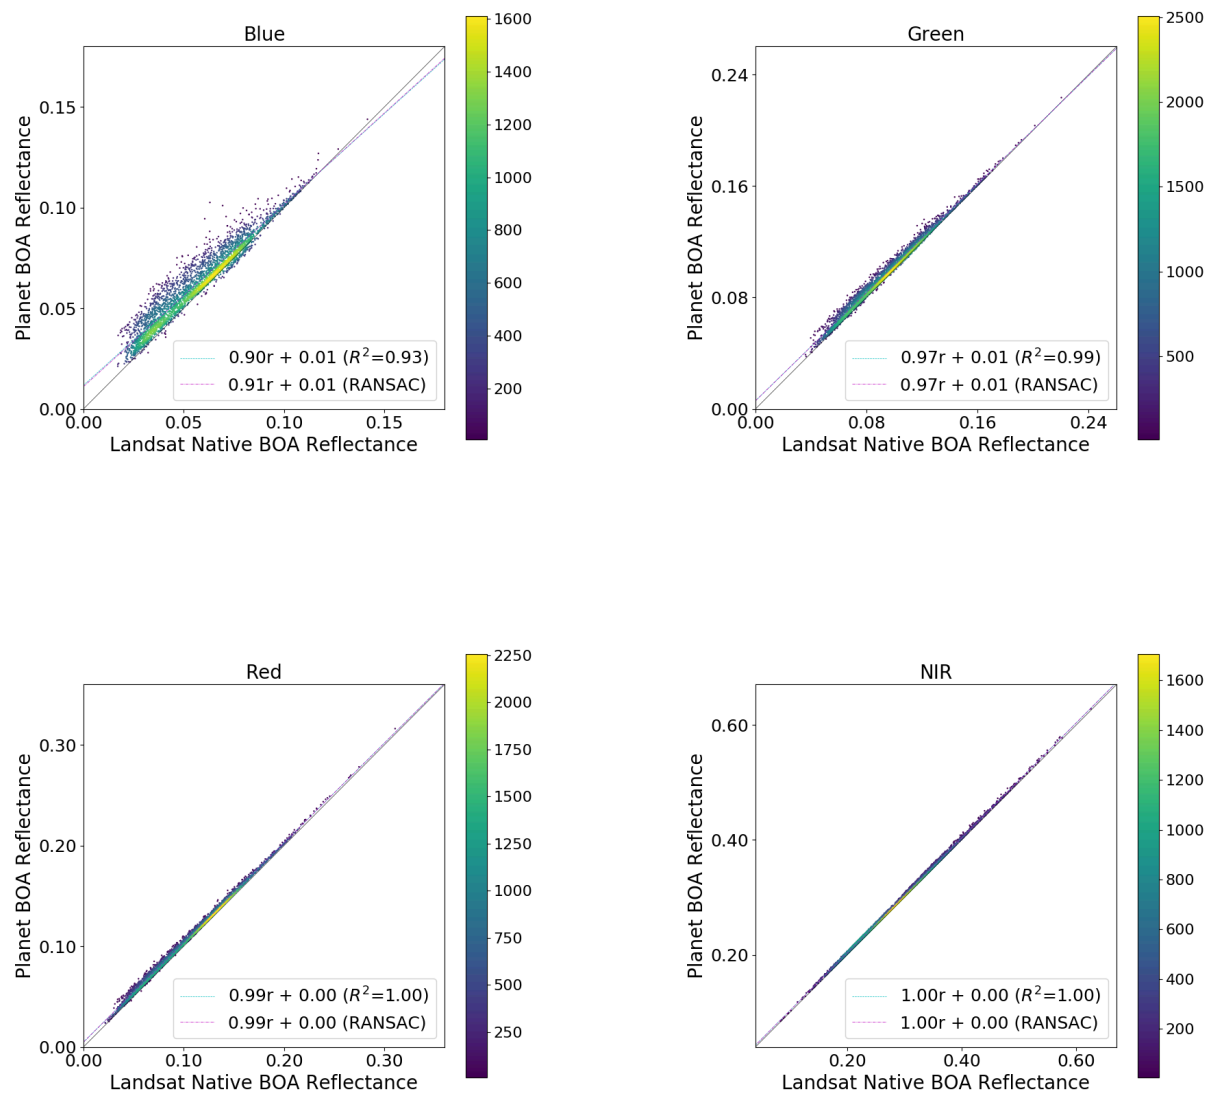 Blue
Planet BOA Reflectance
0.15
0.10
0.05
0.00
0.00 0.05 0.10 0.15
Landsat Native BOA Reflectance
0.90r + 0.01 (R²=0.93)
0.91r + 0.01 (RANSAC)
1600
1400
1200
1000
800
600
400
200
Green
Planet BOA Reflectance
0.24
0.16
0.08
0.00
0.00 0.08 0.16 0.24
Landsat Native BOA Reflectance
0.97r + 0.01 (R²=0.99)
0.97r + 0.01 (RANSAC)
2500
2000
1500
1000
500
Red
Planet BOA Reflectance
0.30
0.20
0.10
0.00
0.00 0.10 0.20 0.30
Landsat Native BOA Reflectance
0.99r + 0.00 (R²=1.00)
0.99r + 0.00 (RANSAC)
2250
2000
1750
1500
1250
1000
750
500
250
NIR
Planet BOA Reflectance
0.60
0.40
0.20
0.20 0.40 0.60
Landsat Native BOA Reflectance
1.00r + 0.00 (R²=1.00)
1.00r + 0.00 (RANSAC)
1600
1400
1200
1000
800
600
400
200